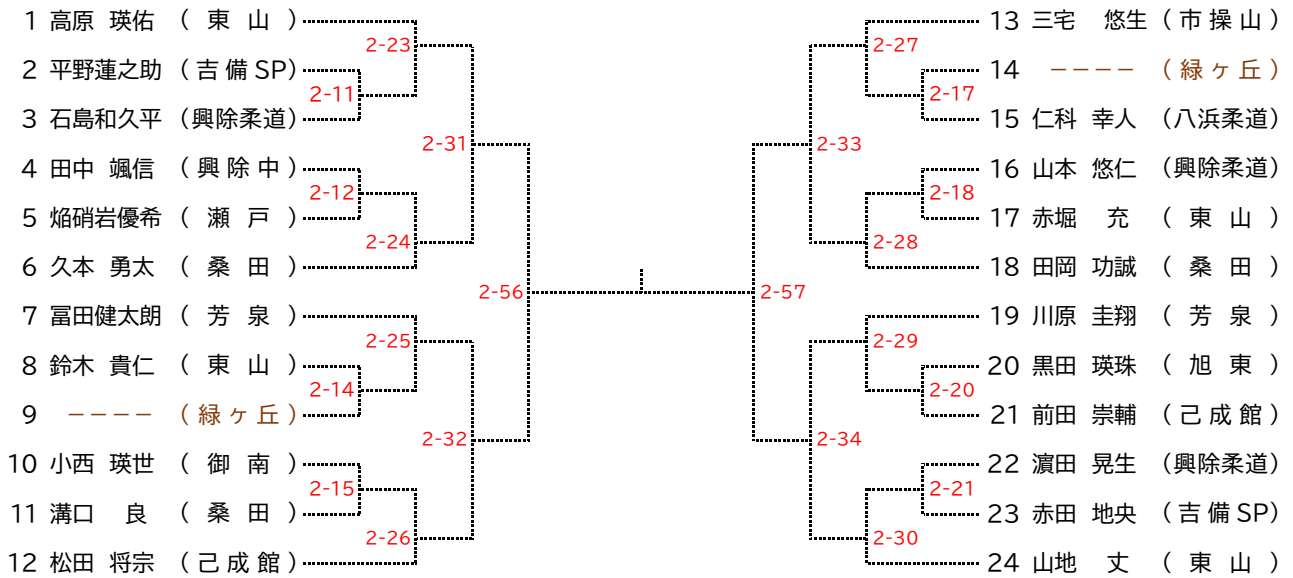 1 高原 瑛佑 （ 東 山 ）
2-23
2 平野蓮之助 （ 吉 備 SP）
2-11
3 石島和久平 （興除柔道）
2-31
4 田中 颯信 （ 興 除 中 ）
2-12
5 焔硝岩優希 （ 瀬 戸 ）
2-24
6 久本 勇太 （ 桑 田 ）
2-56
7 冨田健太朗 （ 芳 泉 ）
2-25
8 鈴木 貴仁 （ 東 山 ）
2-14
9 －－－－ （ 緑 ヶ 丘 ）
2-32
10 小西 瑛世 （ 御 南 ）
2-15
11 溝口 良 （ 桑 田 ）
2-26
12 松田 将宗 （ 己 成 館 ）
13 三宅 悠生 （ 市 操 山 ）
2-27
14 －－－－ （ 緑 ヶ 丘 ）
2-17
15 仁科 幸人 （八浜柔道）
2-33
16 山本 悠仁 （興除柔道）
2-18
17 赤堀 充 （ 東 山 ）
2-28
18 田岡 功誠 （ 桑 田 ）
2-57
19 川原 圭翔 （ 芳 泉 ）
2-29
20 黒田 瑛珠 （ 旭 東 ）
2-20
21 前田 崇輔 （ 己 成 館 ）
2-34
22 濵田 晃生 （興除柔道）
2-21
23 赤田 地央 （ 吉 備 SP）
2-30
24 山地 丈 （ 東 山 ）